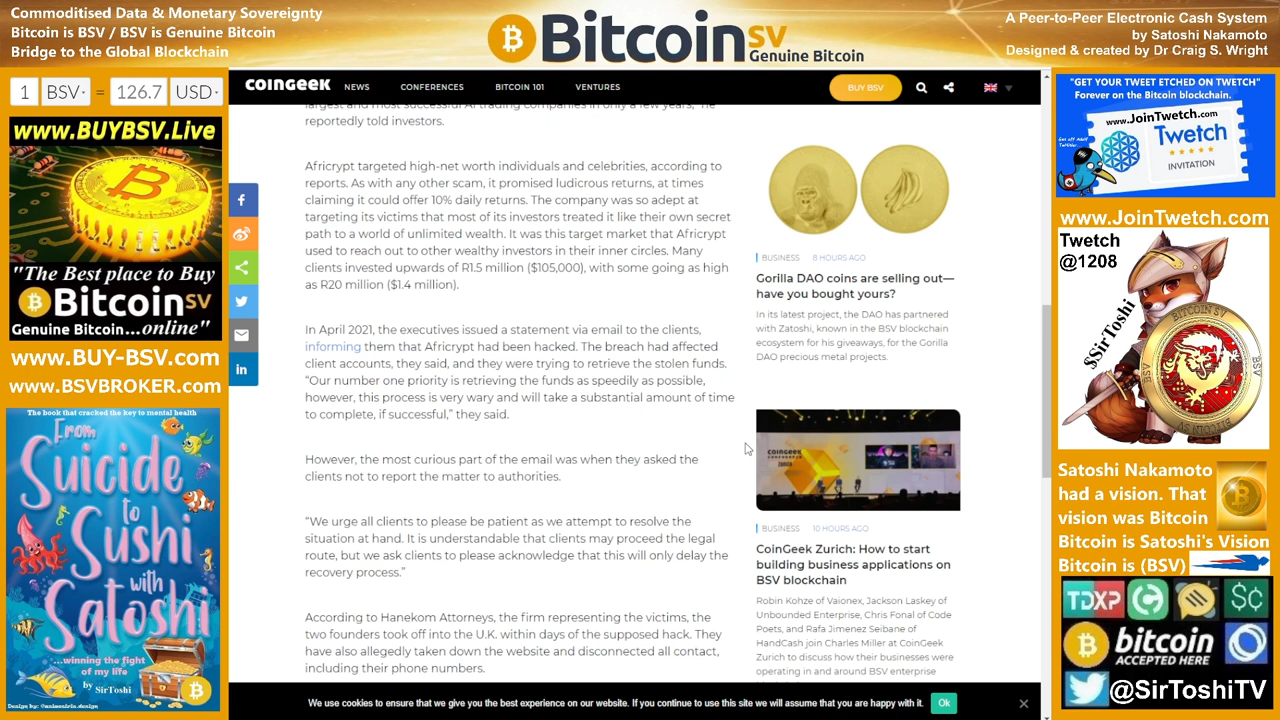 Commoditised Data & Monetary Sovereignty
Bitcoin is BSV / BSV is Genuine Bitcoin
Bridge to the Global Blockchain
Bitcoin SV
Genuine Bitcoin
A Peer-to-Peer Electronic Cash System
by Satoshi Nakamoto
Designed & created by Dr Craig S. Wright
1 BSV = 126.7 USD
www.BUYBSV.Live
"The Best place to Buy
Bitcoin SV
Genuine Bitcoin...online"
www.BUY-BSV.com
www.BSVBROKER.com
The book that cracked the key to mental health
From
Suicide
to
Sushi
with
Satoshi
...winning the fight
of my life
by SirToshi
COINGEEK
NEWS
CONFERENCES
BITCOIN 101
VENTURES
BUY BSV
largest and most successful AI trading companies in only a few years," he
reportedly told investors.
Africrypt targeted high-net worth individuals and celebrities, according to
reports. As with any other scam, it promised ludicrous returns, at times
claiming it could offer 10% daily returns. The company was so adept at
targeting its victims that most of its investors treated it like their own secret
path to a world of unlimited wealth. It was this target market that Africrypt
used to reach out to other wealthy investors in their inner circles. Many
clients invested upwards of R1.5 million ($105,000), with some going as high
as R20 million ($1.4 million).
In April 2021, the executives issued a statement via email to the clients,
informing them that Africrypt had been hacked. The breach had affected
client accounts, they said, and they were trying to retrieve the stolen funds.
“Our number one priority is retrieving the funds as speedily as possible,
however, this process is very wary and will take a substantial amount of time
to complete, if successful,” they said.
However, the most curious part of the email was when they asked the
clients not to report the matter to authorities.
“We urge all clients to please be patient as we attempt to resolve the
situation at hand. It is understandable that clients may proceed the legal
route, but we ask clients to please acknowledge that this will only delay the
recovery process.”
According to Hanekom Attorneys, the firm representing the victims, the
two founders took off into the U.K. within days of the supposed hack. They
have also allegedly taken down the website and disconnected all contact,
including their phone numbers.
BUSINESS 8 HOURS AGO
Gorilla DAO coins are selling out—
have you bought yours?
In its latest project, the DAO has partnered
with Zatoshi, known in the BSV blockchain
ecosystem for his giveaways, for the Gorilla
DAO precious metal projects.
BUSINESS 10 HOURS AGO
CoinGeek Zurich: How to start
building business applications on
BSV blockchain
Robin Kohze of Vaionex, Jackson Laskey of
Unbounded Enterprise, Chris Fonal of Code
Poets, and Rafa Jimenez Seibane of
HandCash join Charles Miller at CoinGeek
Zurich to discuss how their businesses were
operating in and around BSV enterprise
We use cookies to ensure that we give you the best experience on our website. If you continue to use this site we will assume that you are happy with it.
Ok
"GET YOUR TWEET ETCHED ON TWETCH"
Forever on the Bitcoin blockchain.
www.JoinTwetch.com
Twetch
INVITATION
www.JoinTwetch.com
Twetch
@1208
$SirToshi
BITCOIN SV
BSV
Satoshi Nakamoto
had a vision. That
vision was Bitcoin
Bitcoin is Satoshi's Vision
Bitcoin is (BSV)
TDXP
bitcoin
ACCEPTED HERE
@SirToshiTV